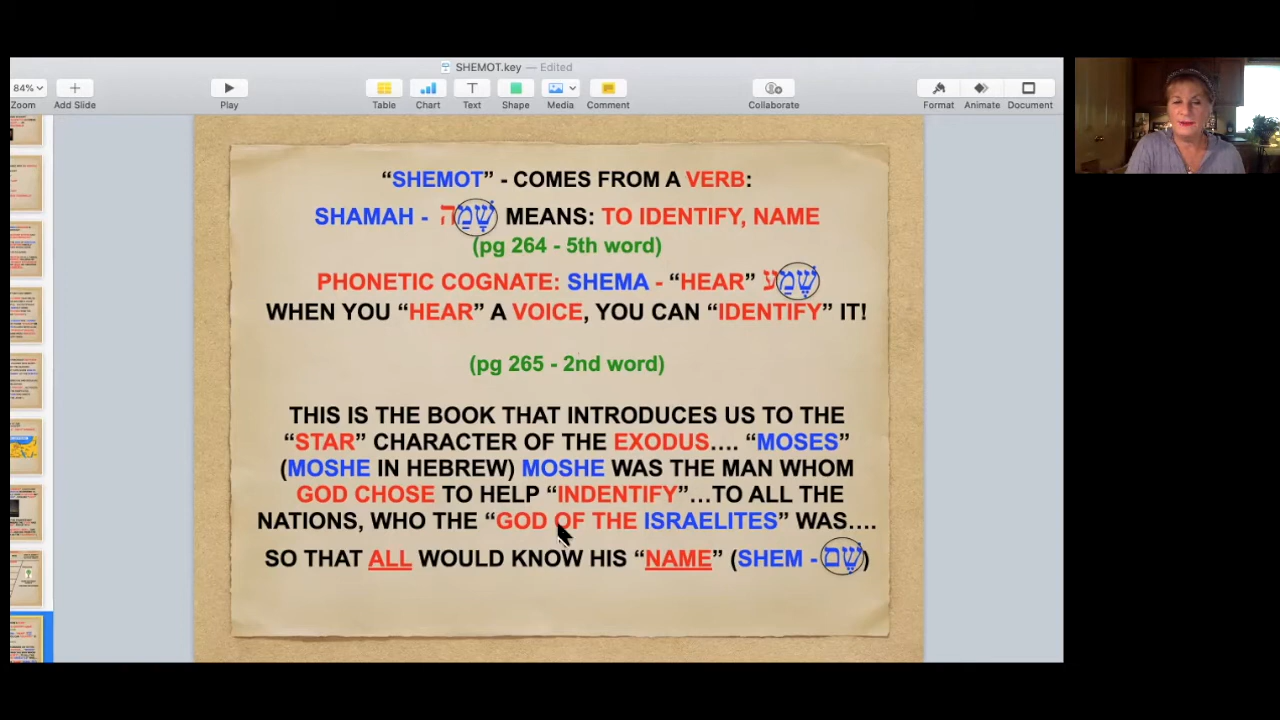 SHEMOT.key — Edited
84%
Zoom
Add Slide
Play
Table
Chart
Text
Shape
Media
Comment
Collaborate
Format
Animate
Document
“SHEMOT” - COMES FROM A VERB:
SHAMAH - שָׁמַה MEANS: TO IDENTIFY, NAME
(pg 264 - 5th word)
PHONETIC COGNATE: SHEMA - “HEAR” שָׁמַע
WHEN YOU “HEAR” A VOICE, YOU CAN “IDENTIFY” IT!
(pg 265 - 2nd word)
THIS IS THE BOOK THAT INTRODUCES US TO THE
“STAR” CHARACTER OF THE EXODUS…. “MOSES”
(MOSHE IN HEBREW) MOSHE WAS THE MAN WHOM
GOD CHOSE TO HELP “INDENTIFY”…TO ALL THE
NATIONS, WHO THE “GOD OF THE ISRAELITES” WAS….
SO THAT ALL WOULD KNOW HIS “NAME” (SHEM - שָׁם)